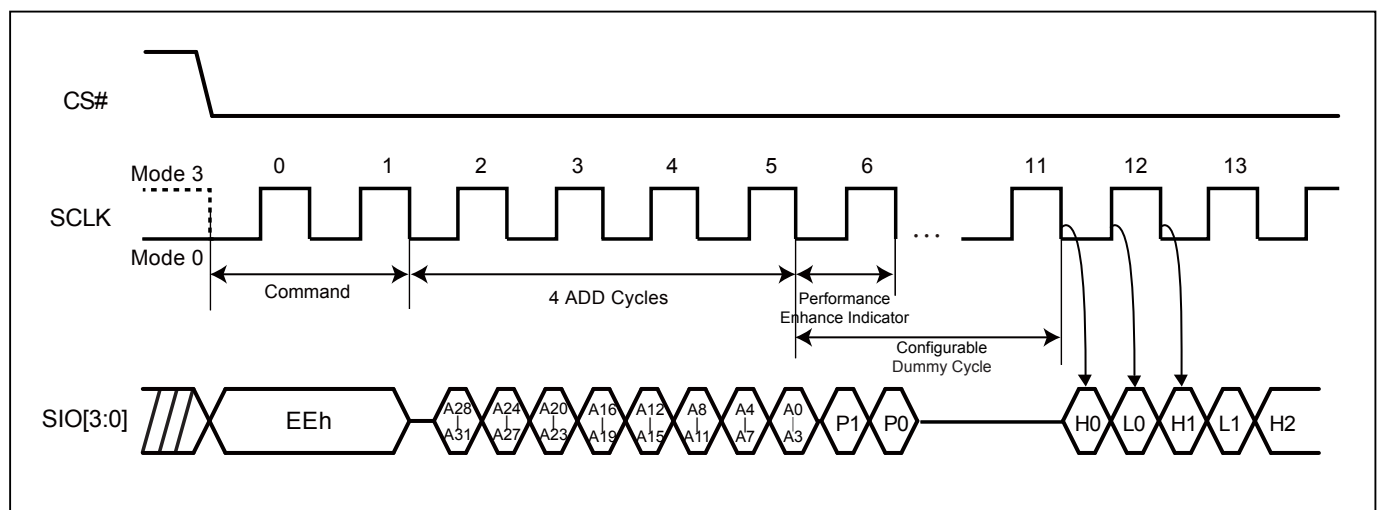 CS#
0 1 2 3 4 5 6 11 12 13
Mode 3
SCLK
...
Mode 0
Command
4 ADD Cycles
Performance
Enhance Indicator
Configurable
Dummy Cycle
SIO[3:0]
EEh
A28 A24 A20 A16 A12 A8 A4 A0
A31 A27 A23 A19 A15 A11 A7 A3
P1 P0 H0 L0 H1 L1 H2